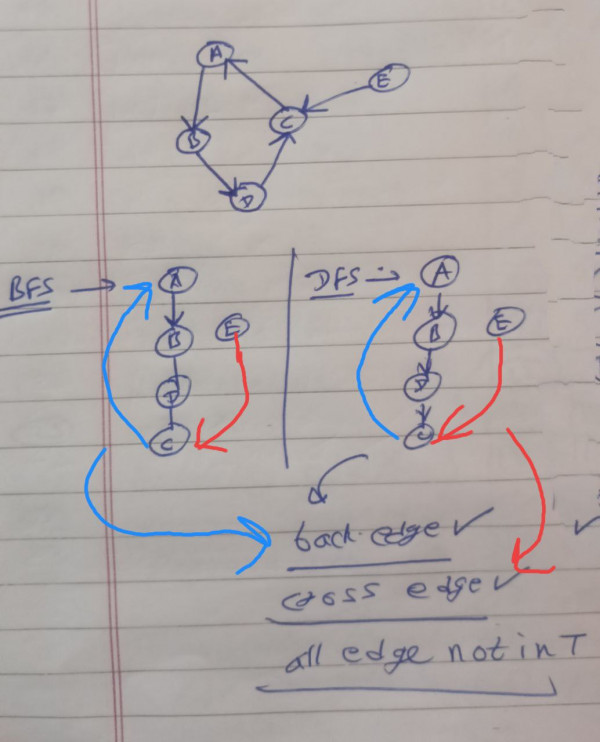 A
E
C
B
D
BFS → A
DFS :→ A
B
E
B
E
D
D
C
C
back edge ✓
cross edge ✓
all edge not in T